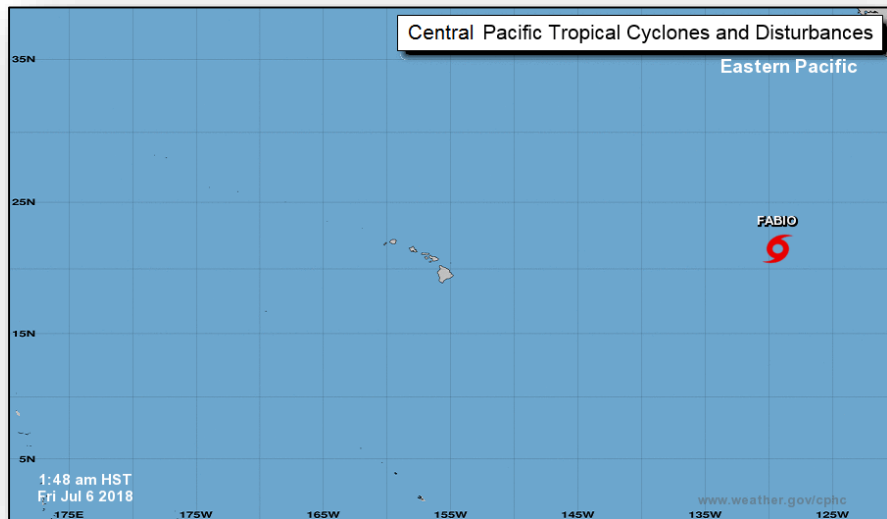 Central Pacific Tropical Cyclones and Disturbances
Eastern Pacific
35N
25N
FABIO
15N
5N
1:48 am HST
Fri Jul 6 2018
www.weather.gov/cphc
175E
175W
165W
155W
145W
135W
125W